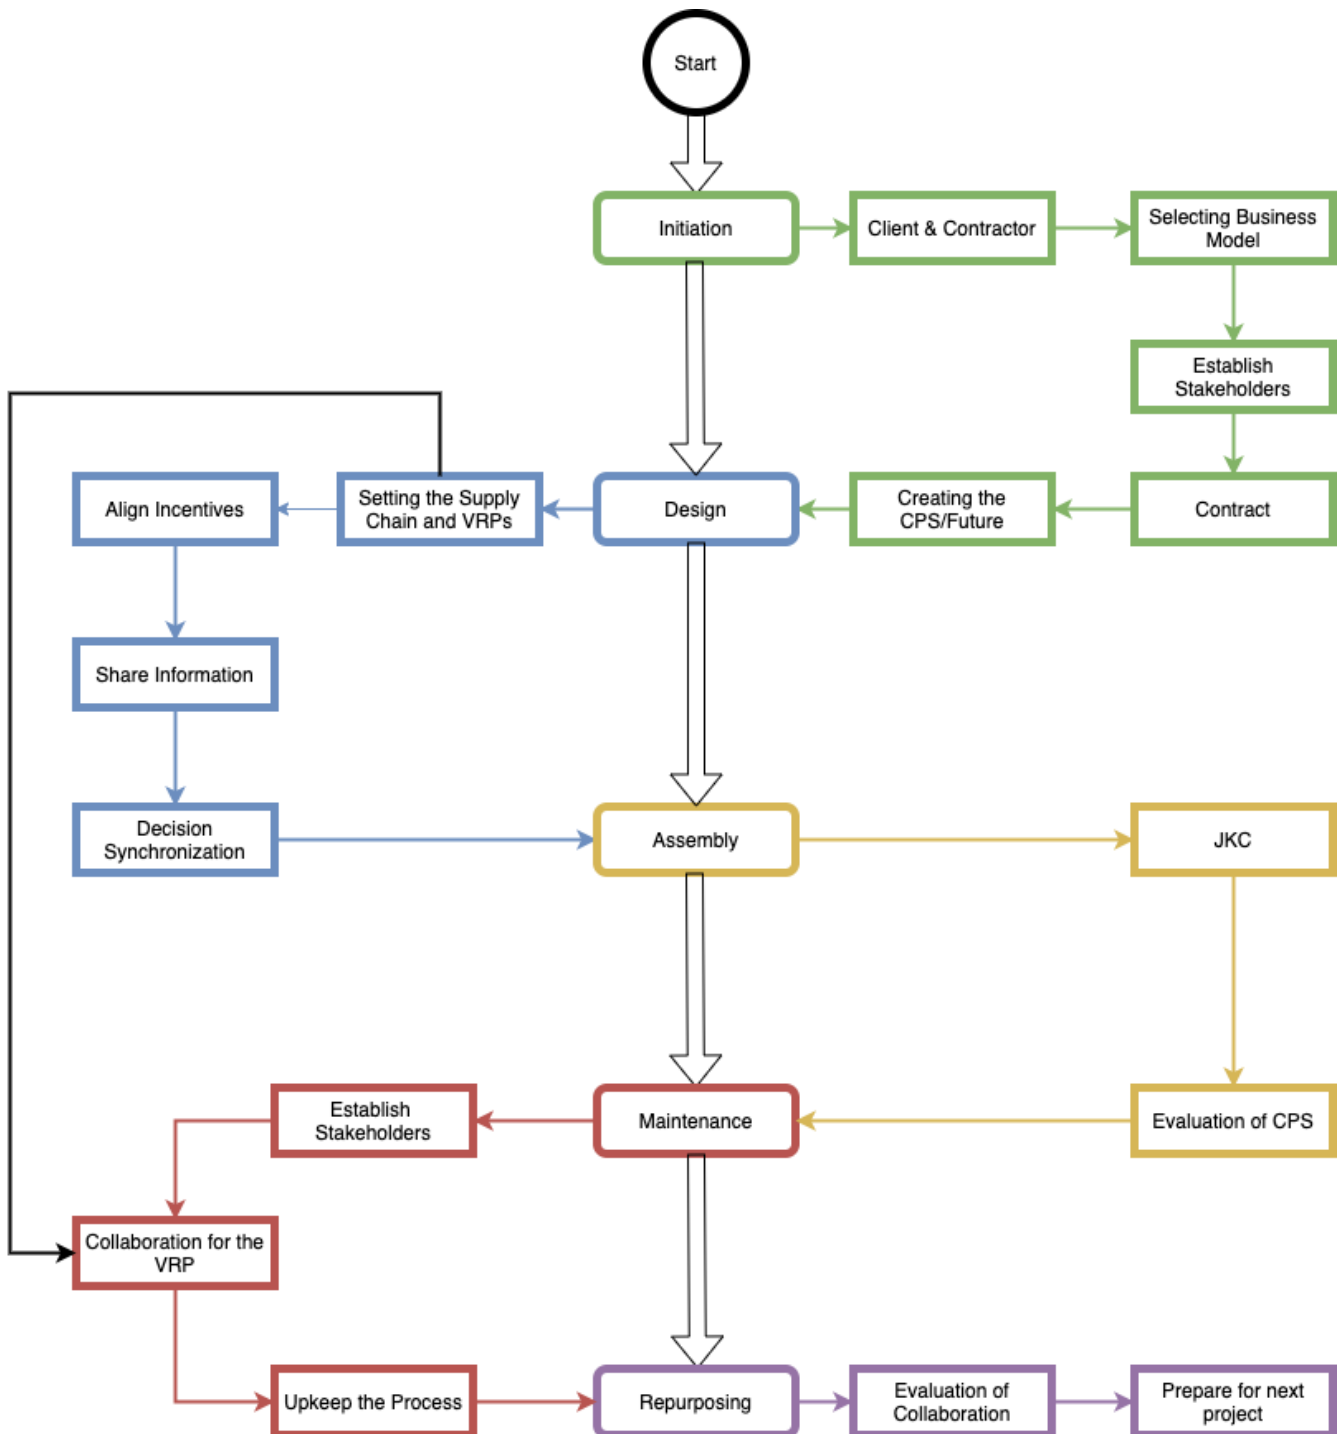 Start
Initiation
Client & Contractor
Selecting Business
Model
Establish
Stakeholders
Align Incentives
Setting the Supply
Chain and VRPs
Design
Creating the
CPS/Future
Contract
Share Information
Decision
Synchronization
Assembly
JKC
Establish
Stakeholders
Maintenance
Evaluation of CPS
Collaboration for the
VRP
Upkeep the Process
Repurposing
Evaluation of
Collaboration
Prepare for next
project